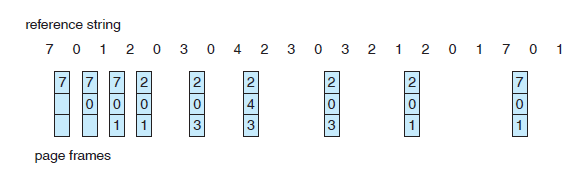 reference string
7 0 1 2 0 3 0 4 2 3 0 3 2 1 2 0 1 7 0 1
7 7 7 2 2 2 2 2 7
0 0 0 0 4 0 0 0
1 1 3 3 3 1 1
page frames